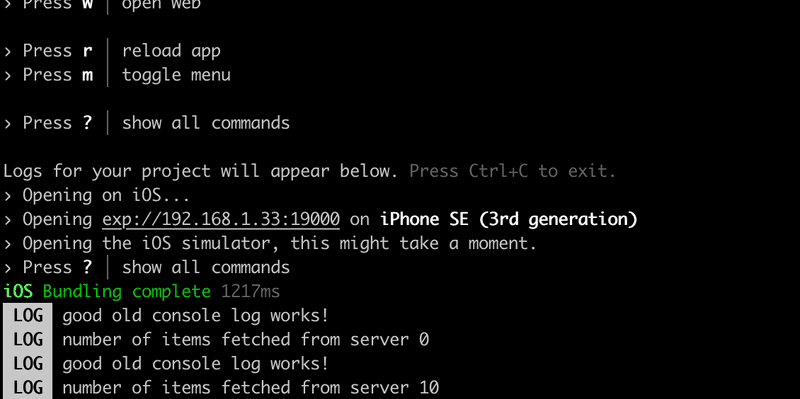 › Press w │ open web
› Press r │ reload app
› Press m │ toggle menu
› Press ? │ show all commands
Logs for your project will appear below. Press Ctrl+C to exit.
› Opening on iOS...
› Opening exp://192.168.1.33:19000 on iPhone SE (3rd generation)
› Opening the iOS simulator, this might take a moment.
› Press ? │ show all commands
iOS Bundling complete 1217ms
LOG good old console log works!
LOG number of items fetched from server 0
LOG good old console log works!
LOG number of items fetched from server 10